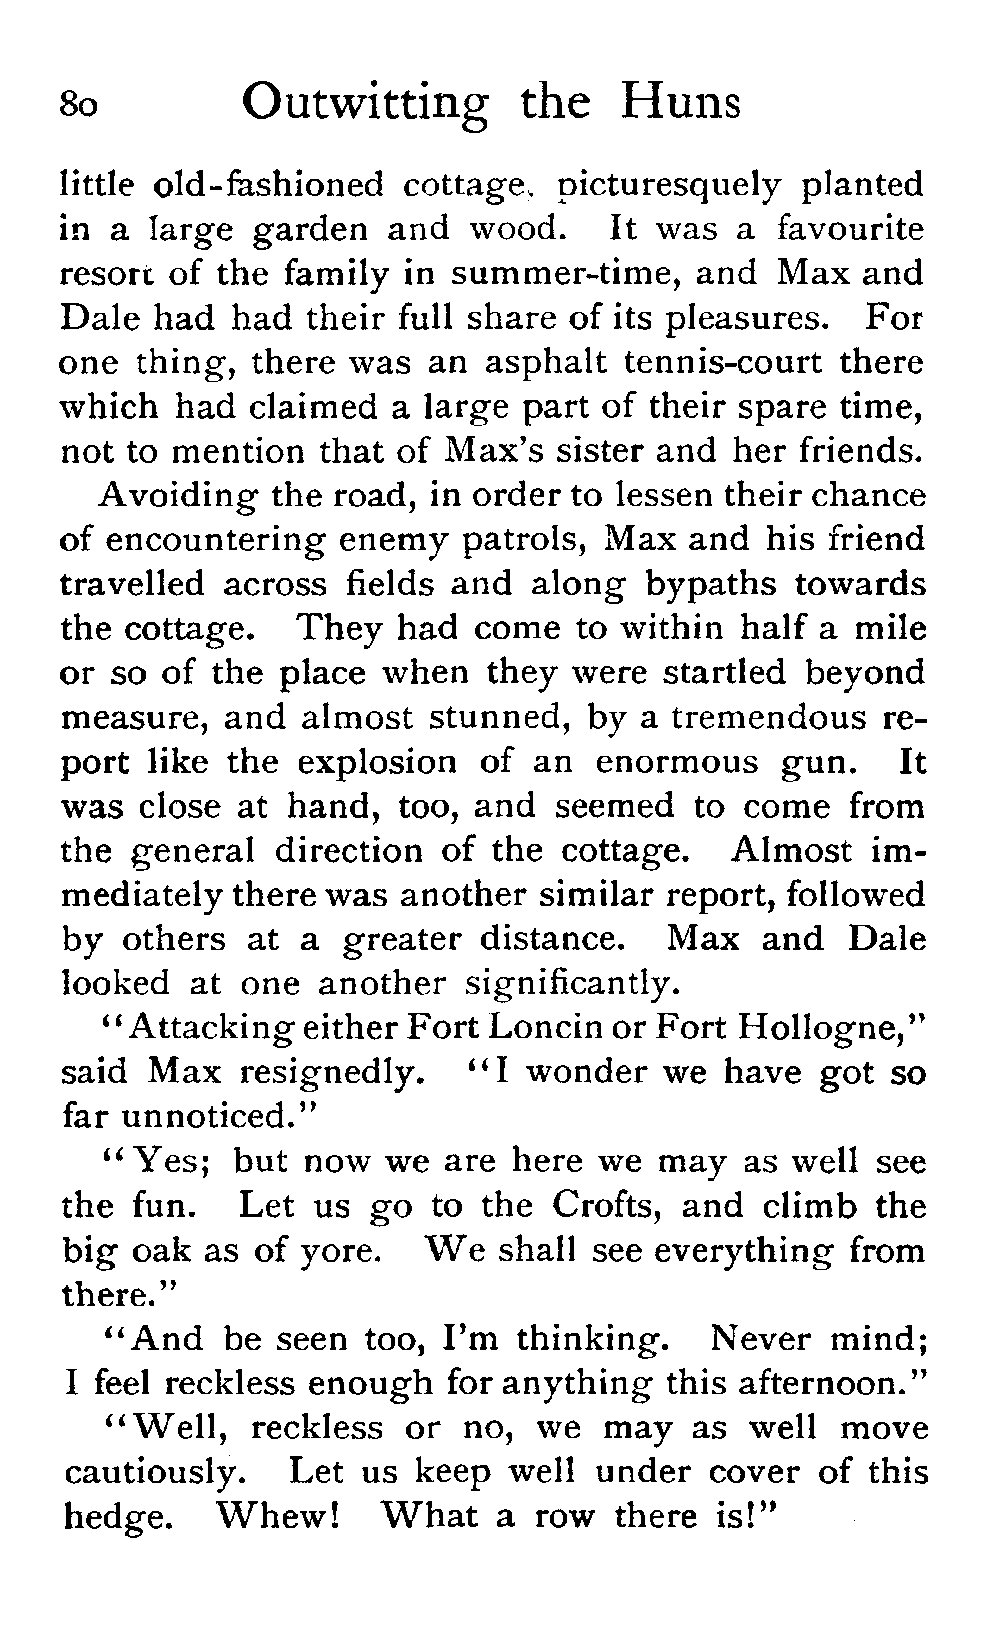 80 Outwitting the Huns
little old-fashioned cottage, picturesquely planted
in a large garden and wood. It was a favourite
resort of the family in summer-time, and Max and
Dale had had their full share of its pleasures. For
one thing, there was an asphalt tennis-court there
which had claimed a large part of their spare time,
not to mention that of Max's sister and her friends.
Avoiding the road, in order to lessen their chance
of encountering enemy patrols, Max and his friend
travelled across fields and along bypaths towards
the cottage. They had come to within half a mile
or so of the place when they were startled beyond
measure, and almost stunned, by a tremendous re-
port like the explosion of an enormous gun. It
was close at hand, too, and seemed to come from
the general direction of the cottage. Almost im-
mediately there was another similar report, followed
by others at a greater distance. Max and Dale
looked at one another significantly.
"Attacking either Fort Loncin or Fort Hollogne,"
said Max resignedly. "I wonder we have got so
far unnoticed."
"Yes; but now we are here we may as well see
the fun. Let us go to the Crofts, and climb the
big oak as of yore. We shall see everything from
there."
"And be seen too, I'm thinking. Never mind;
I feel reckless enough for anything this afternoon."
"Well, reckless or no, we may as well move
cautiously. Let us keep well under cover of this
hedge. Whew! What a row there is!"